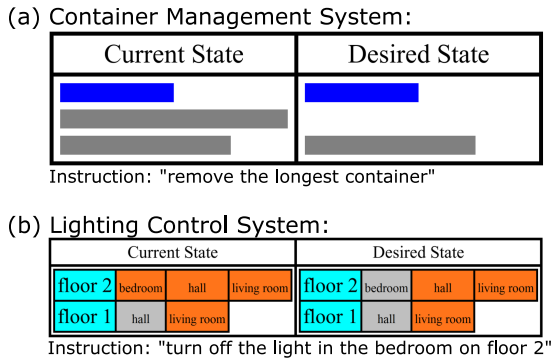 (a) Container Management System:
Current State Desired State
Instruction: "remove the longest container"
(b) Lighting Control System:
Current State Desired State
floor 2 bedroom hall living room floor 2 bedroom hall living room
floor 1 hall living room floor 1 hall living room
Instruction: "turn off the light in the bedroom on floor 2"